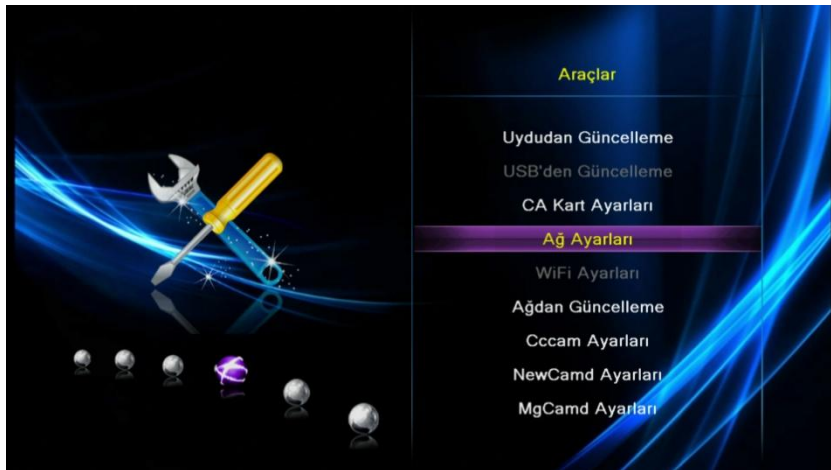 Araçlar
Uydudan Güncelleme
USB'den Güncelleme
CA Kart Ayarları
Ağ Ayarları
WiFi Ayarları
Ağdan Güncelleme
Cccam Ayarları
NewCamd Ayarları
MgCamd Ayarları